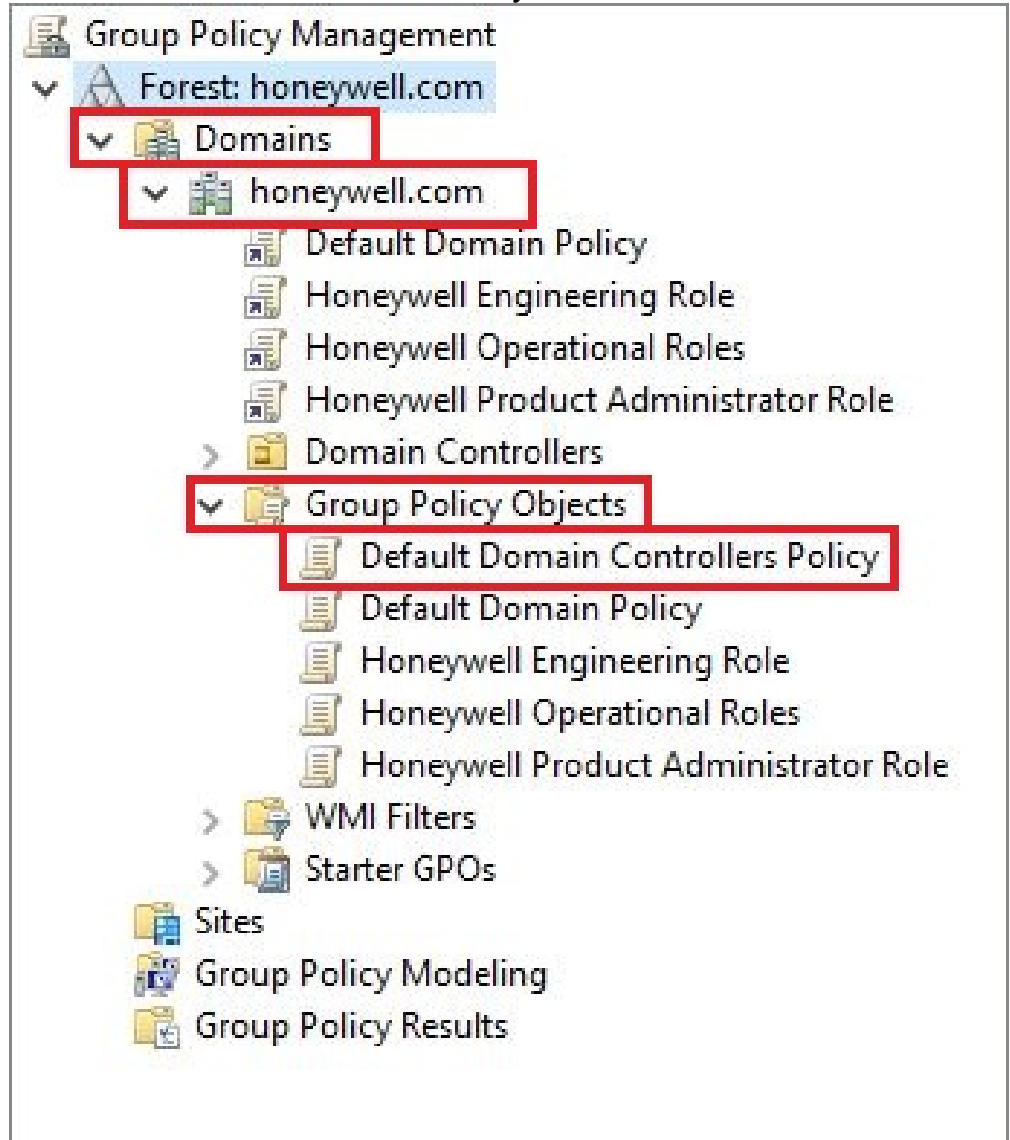 Group Policy Management
Forest: honeywell.com
Domains
honeywell.com
Default Domain Policy
Honeywell Engineering Role
Honeywell Operational Roles
Honeywell Product Administrator Role
Domain Controllers
Group Policy Objects
Default Domain Controllers Policy
Default Domain Policy
Honeywell Engineering Role
Honeywell Operational Roles
Honeywell Product Administrator Role
WMI Filters
Starter GPOs
Sites
Group Policy Modeling
Group Policy Results